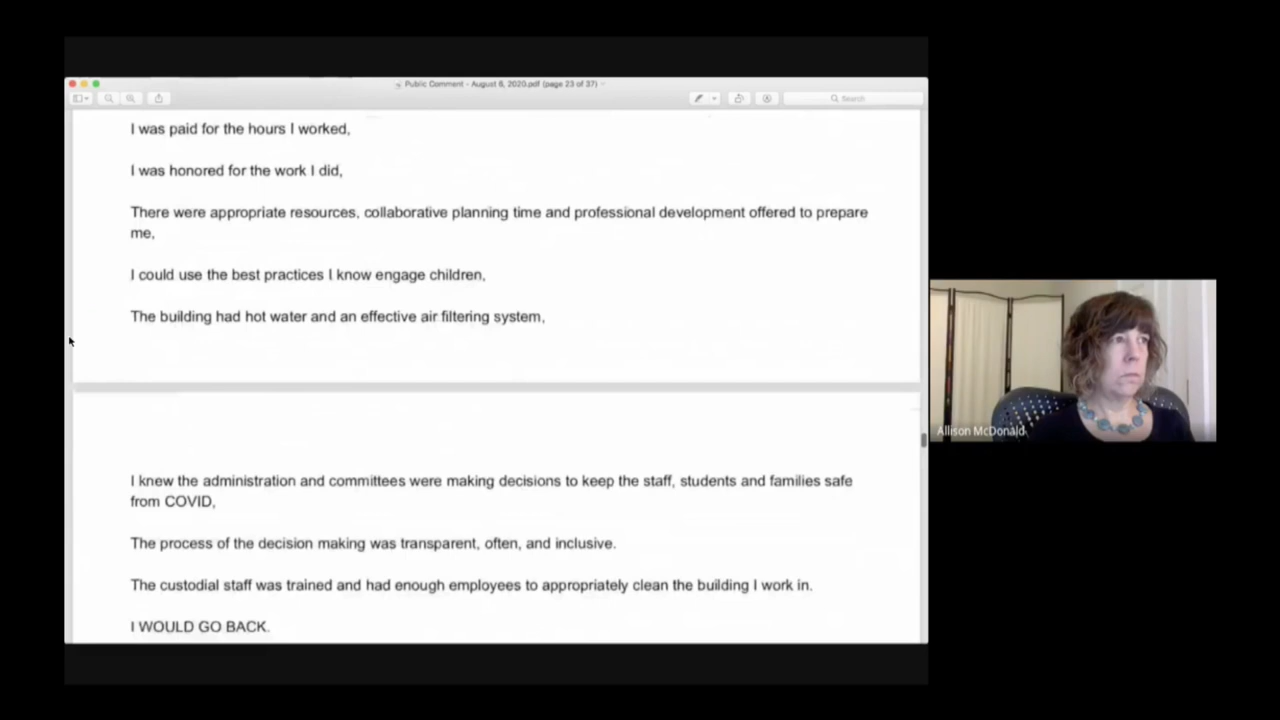 Public Comment - August 6, 2020.pdf (page 23 of 37)
Search
I was paid for the hours I worked,
I was honored for the work I did,
There were appropriate resources, collaborative planning time and professional development offered to prepare
me,
I could use the best practices I know engage children,
The building had hot water and an effective air filtering system,
Allison McDonald
I knew the administration and committees were making decisions to keep the staff, students and families safe
from COVID,
The process of the decision making was transparent, often, and inclusive.
The custodial staff was trained and had enough employees to appropriately clean the building I work in.
I WOULD GO BACK.